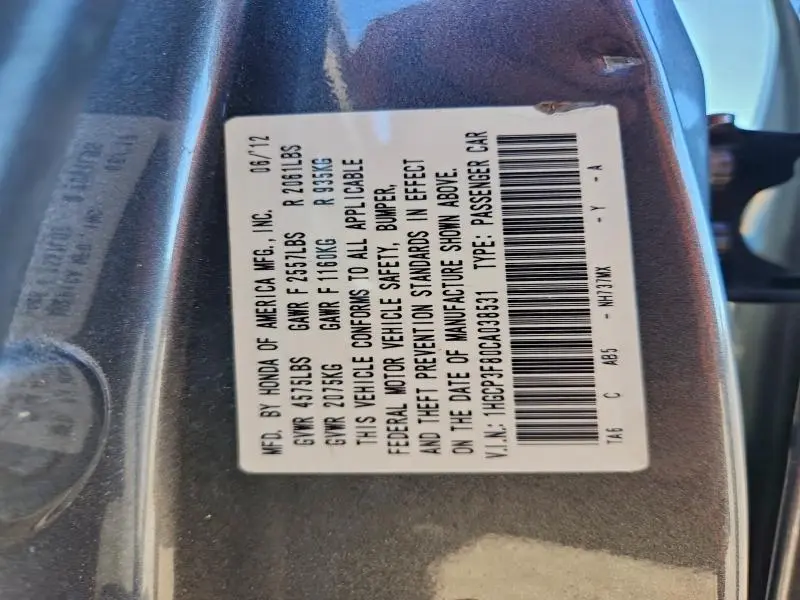 MFD. BY HONDA OF AMERICA MFG., INC. 06/12
GVWR 4575LBS GAWR F 2557LBS R 2061LBS
GVWR 2075KG GAWR F 1160KG R 935KG
THIS VEHICLE CONFORMS TO ALL APPLICABLE
FEDERAL MOTOR VEHICLE SAFETY, BUMPER,
AND THEFT PREVENTION STANDARDS IN EFFECT
ON THE DATE OF MANUFACTURE SHOWN ABOVE.
V.I.N.: 1HGCP3F80CA038531 TYPE: PASSENGER CAR
TA6 C AB5 - NH737MX - Y - A